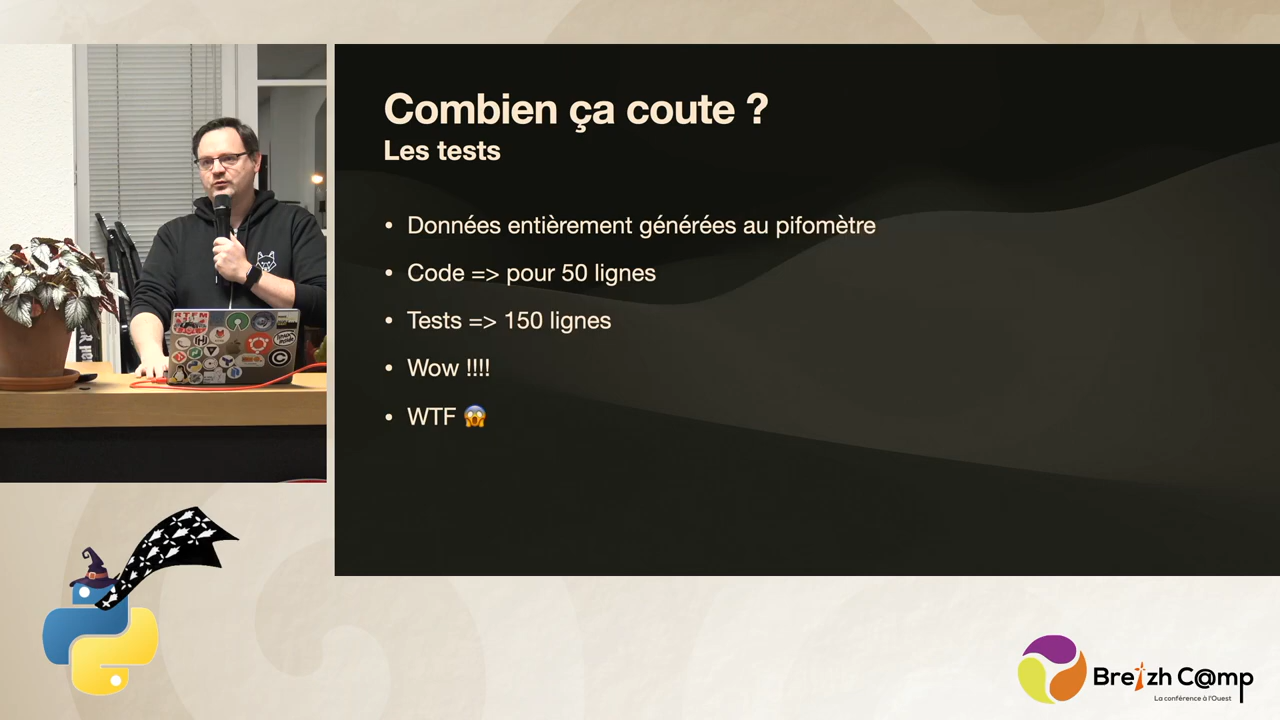 Combien ça coute ?
Les tests
• Données entièrement générées au pifomètre
• Code => pour 50 lignes
• Tests => 150 lignes
• Wow !!!!
• WTF 😱
RTFM
Breizh C@mp
La conférence à l'Ouest